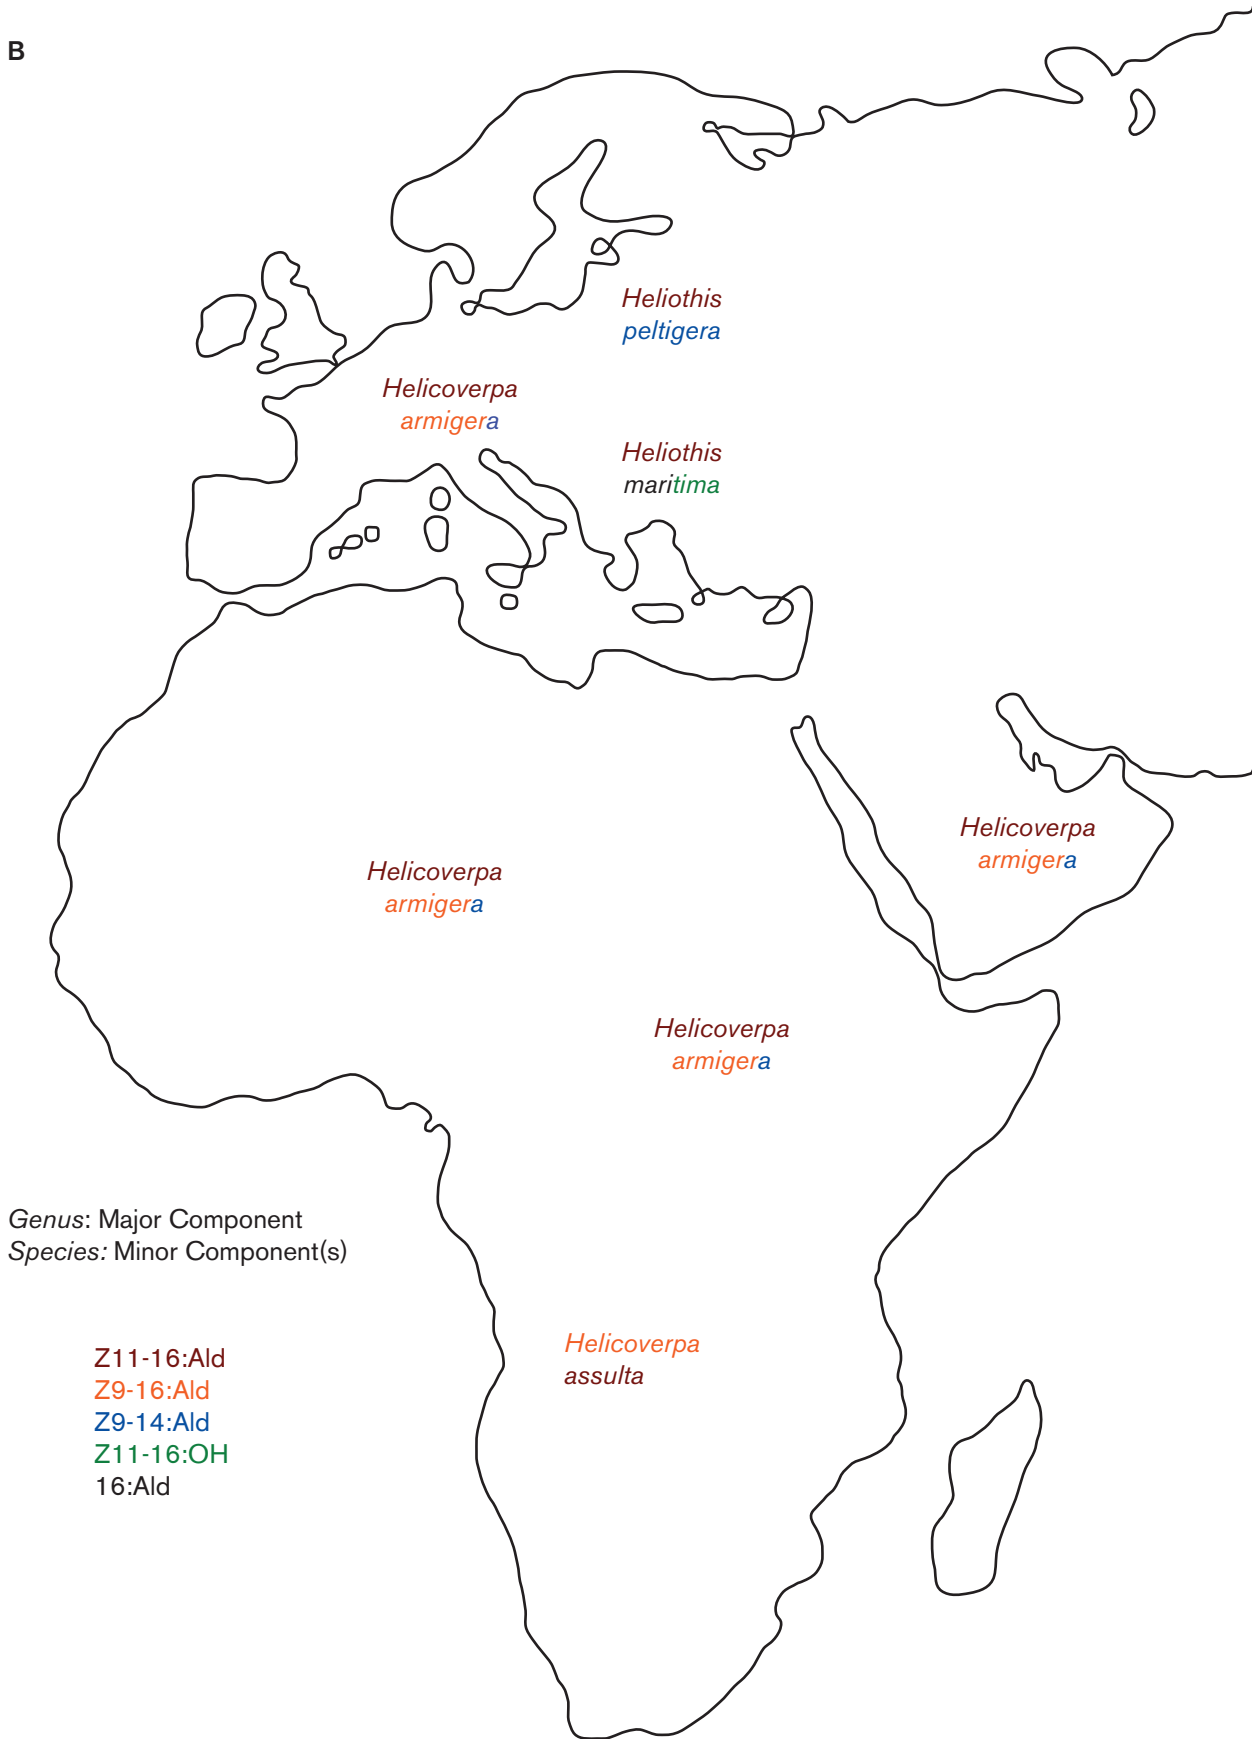 B
Heliothis
peltigera
Helicoverpa
armigera
Heliothis
maritima
Helicoverpa
armigera
Helicoverpa
armigera
Helicoverpa
armigera
Genus: Major Component
Species: Minor Component(s)
Helicoverpa
assulta
Z11-16:Ald
Z9-16:Ald
Z9-14:Ald
Z11-16:OH
16:Ald